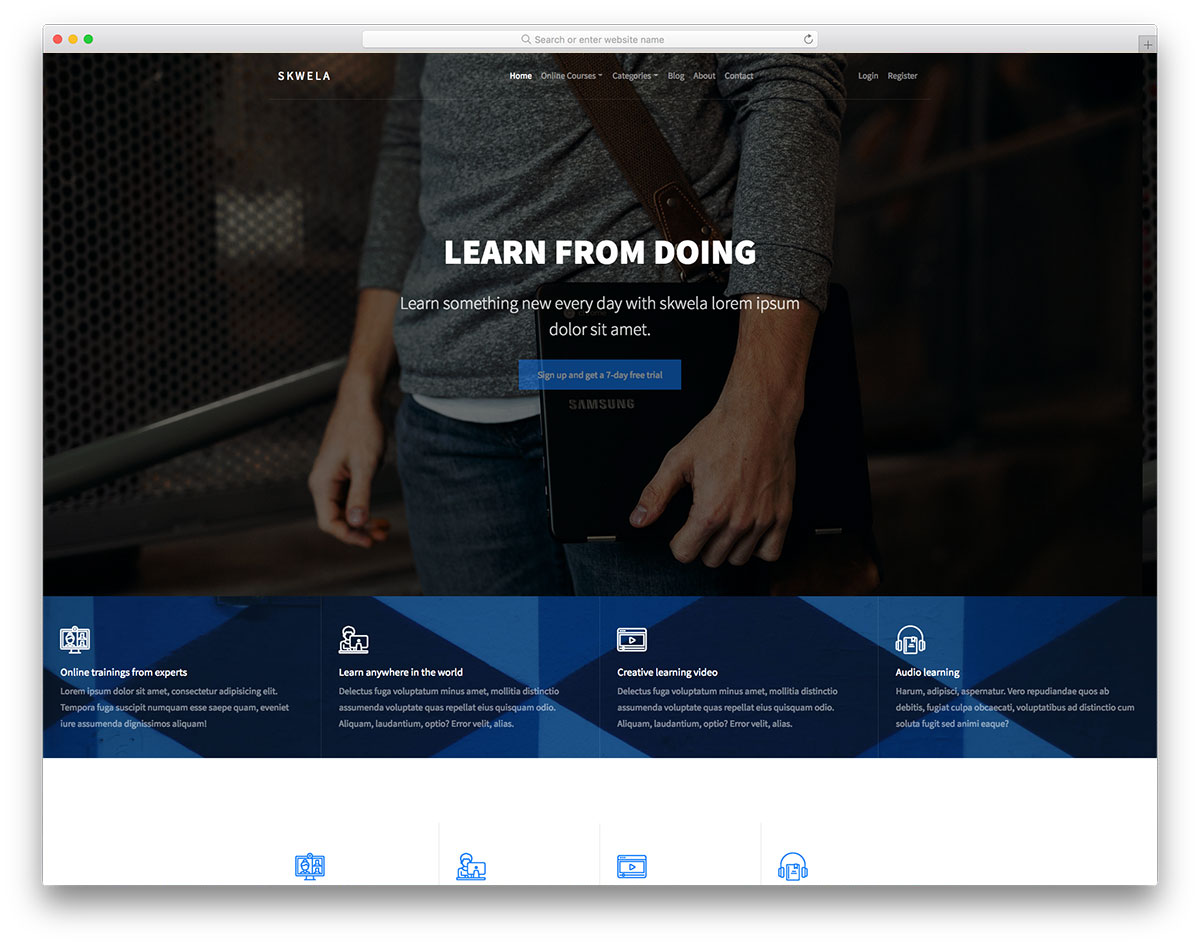 Search or enter website name
SKWELA
Home Online Courses Categories Blog About Contact
Login Register
LEARN FROM DOING
Learn something new every day with skwela lorem ipsum
dolor sit amet.
Sign up and get a 7-day free trial
SAMSUNG
Online trainings from experts
Lorem ipsum dolor sit amet, consectetur adipisicing elit.
Tempora fuga suscipit numquam esse saepe quam, eveniet
iure assumenda dignissimos aliquam!
Learn anywhere in the world
Delectus fuga voluptatum minus amet, mollitia distinctio
assumenda voluptate quas repellat eius quisquam odio.
Aliquam, laudantium, optio? Error velit, alias.
Creative learning video
Delectus fuga voluptatum minus amet, mollitia distinctio
assumenda voluptate quas repellat eius quisquam odio.
Aliquam, laudantium, optio? Error velit, alias.
Audio learning
Harum, adipisci, aspernatur. Vero repudiandae quos ab
debitis, fugiat culpa obcaecati, voluptatibus ad distinctio cum
soluta fugit sed animi eaque?